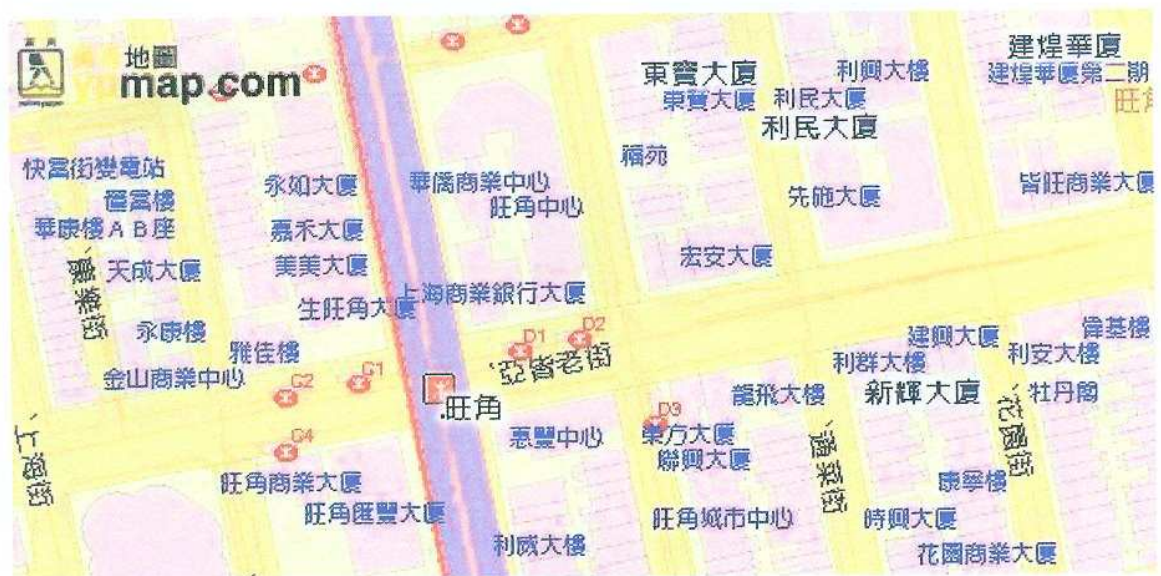 地圖
map.com
建煌華廈
東寶大廈
利興大樓
建煌華廈第二期
東寶大廈
利民大廈
旺角
利民大廈
福苑
快富街變電站
永如大廈
華僑商業中心
先施大廈
皆旺商業大廈
旺角中心
華康樓AB座
嘉禾大廈
天成大廈
美美大廈
宏安大廈
廣東街
生旺角大廈
上海商業銀行大廈
永康樓
D1
D2
雅佳樓
亞皆老街
建興大廈
偉基樓
利群大樓
利安大樓
金山商業中心
C2
C1
龍飛大樓
新輝大廈
牡丹閣
.旺角
D3
上海街
C4
惠豐中心
東方大廈
聯興大廈
通菜街
花園街
旺角商業大廈
康寧樓
旺角匯豐大廈
旺角城市中心
時興大廈
利威大樓
花園商業大廈